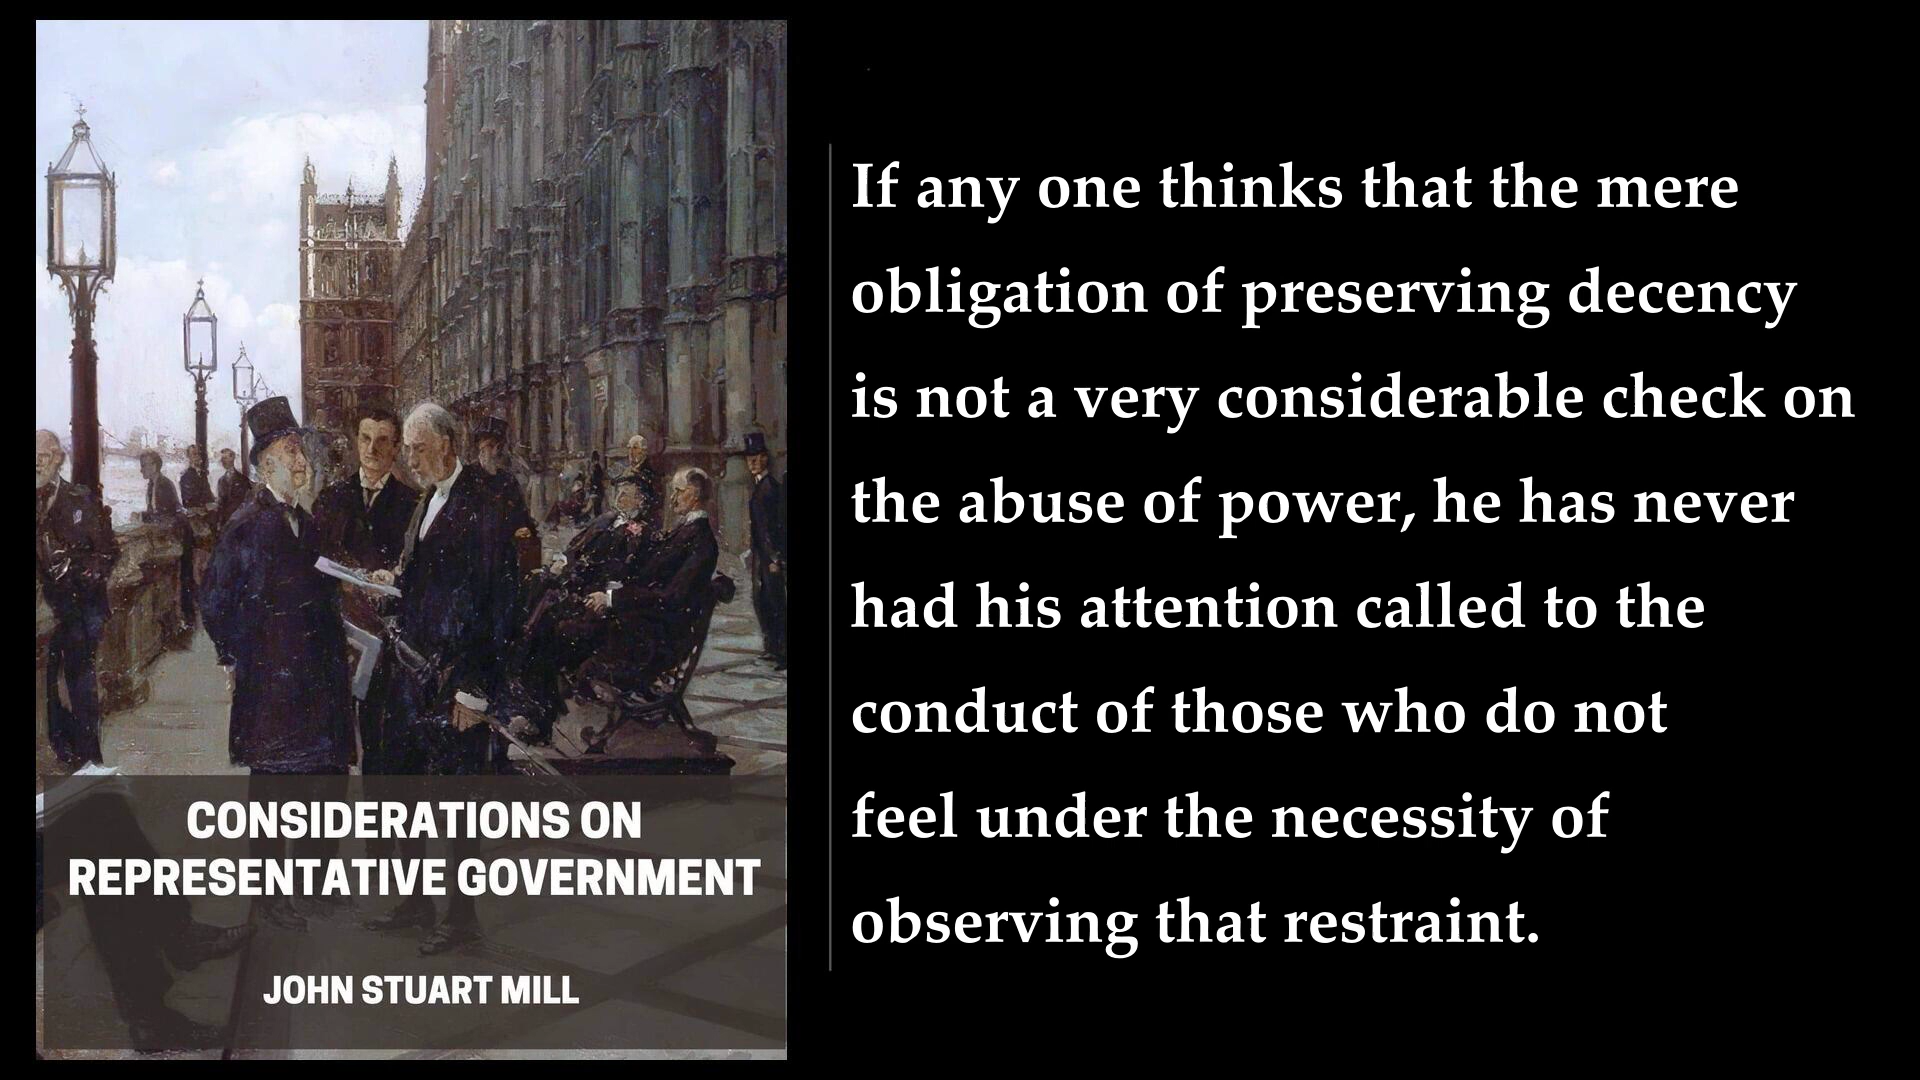 CONSIDERATIONS ON
REPRESENTATIVE GOVERNMENT
JOHN STUART MILL
If any one thinks that the mere
obligation of preserving decency
is not a very considerable check on
the abuse of power, he has never
had his attention called to the
conduct of those who do not
feel under the necessity of
observing that restraint.